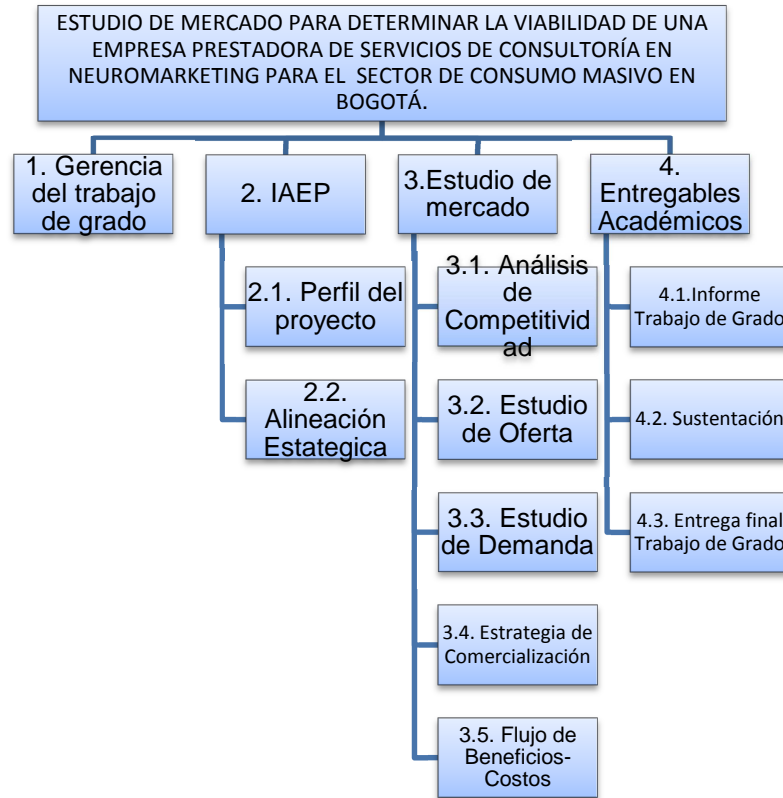 ESTUDIO DE MERCADO PARA DETERMINAR LA VIABILIDAD DE UNA
EMPRESA PRESTADORA DE SERVICIOS DE CONSULTORÍA EN
NEUROMARKETING PARA EL SECTOR DE CONSUMO MASIVO EN
BOGOTÁ.
1. Gerencia
del trabajo
de grado
2. IAEP
2.1. Perfil del
proyecto
2.2.
Alineación
Estategica
3.Estudio de
mercado
3.1. Análisis
de
Competitivid
ad
3.2. Estudio
de Oferta
3.3. Estudio
de Demanda
3.4. Estrategia de
Comercialización
3.5. Flujo de
Beneficios-
Costos
4.
Entregables
Académicos
4.1.Informe
Trabajo de Grado
4.2. Sustentación
4.3. Entrega final
Trabajo de Grado